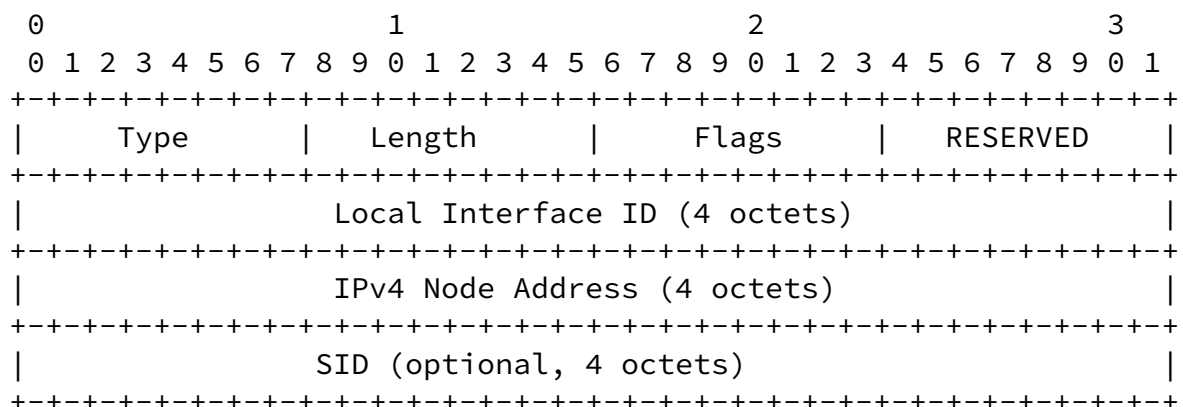 0                   1                   2                   3
 0 1 2 3 4 5 6 7 8 9 0 1 2 3 4 5 6 7 8 9 0 1 2 3 4 5 6 7 8 9 0 1
+-+-+-+-+-+-+-+-+-+-+-+-+-+-+-+-+-+-+-+-+-+-+-+-+-+-+-+-+-+-+-+-+
|     Type      |   Length      |     Flags     |   RESERVED    |
+-+-+-+-+-+-+-+-+-+-+-+-+-+-+-+-+-+-+-+-+-+-+-+-+-+-+-+-+-+-+-+-+
|                 Local Interface ID (4 octets)                 |
+-+-+-+-+-+-+-+-+-+-+-+-+-+-+-+-+-+-+-+-+-+-+-+-+-+-+-+-+-+-+-+-+
|                 IPv4 Node Address (4 octets)                  |
+-+-+-+-+-+-+-+-+-+-+-+-+-+-+-+-+-+-+-+-+-+-+-+-+-+-+-+-+-+-+-+-+
|                SID (optional, 4 octets)                       |
+-+-+-+-+-+-+-+-+-+-+-+-+-+-+-+-+-+-+-+-+-+-+-+-+-+-+-+-+-+-+-+-+